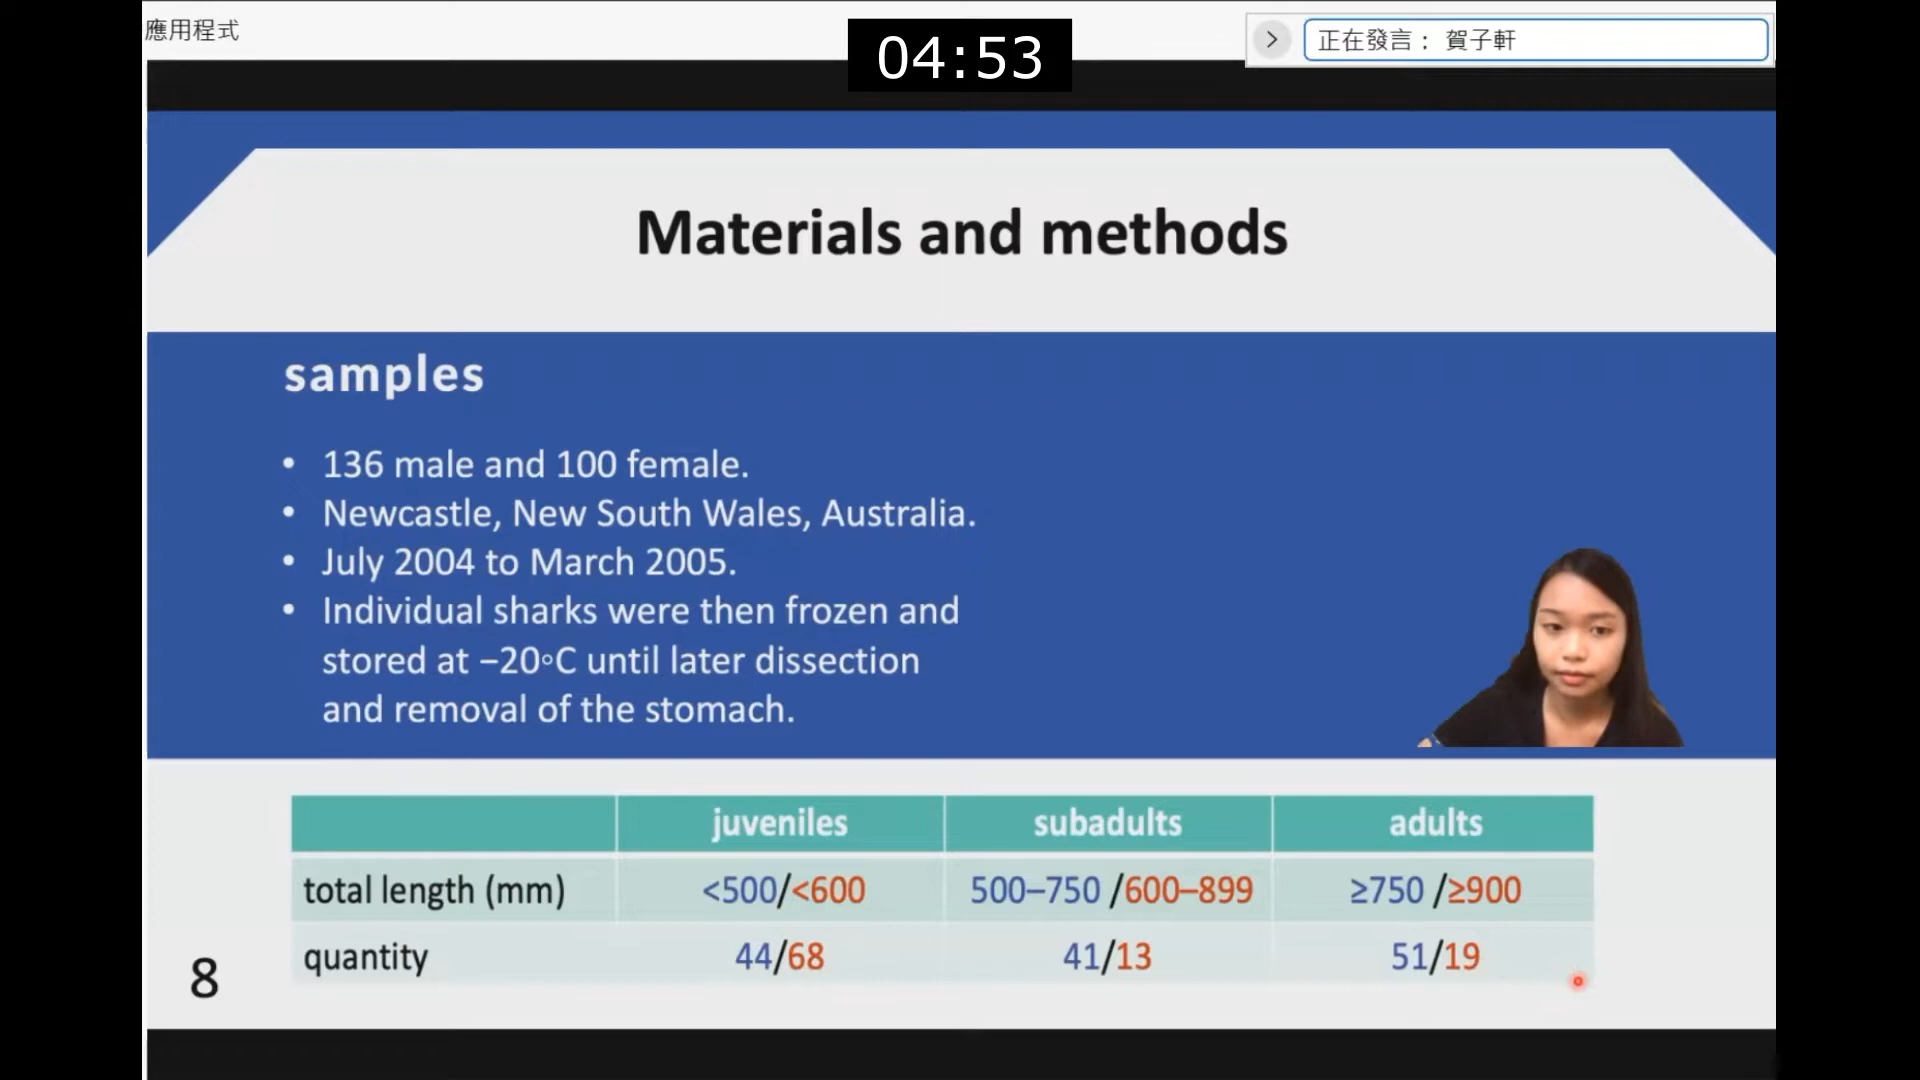 應用程式
04:53
正在發言： 賀子軒
Materials and methods
samples
• 136 male and 100 female.
• Newcastle, New South Wales, Australia.
• July 2004 to March 2005.
• Individual sharks were then frozen and
stored at −20◦C until later dissection
and removal of the stomach.
juveniles subadults adults
total length (mm) <500/<600 500–750 /600–899 ≥750 /≥900
quantity 44/68 41/13 51/19
8